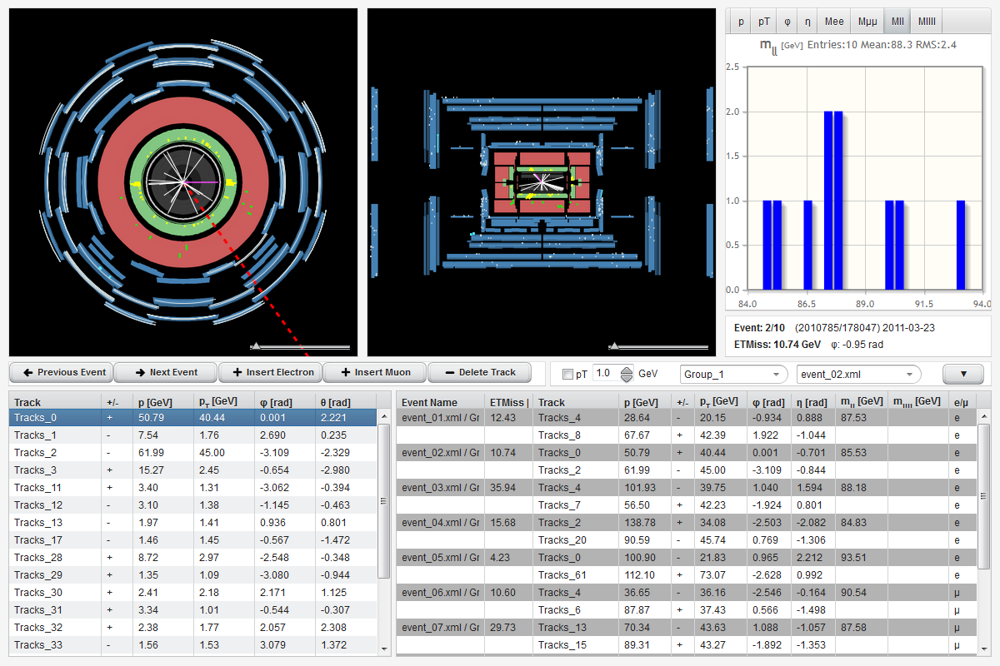 p pT φ η Mee Mμμ Mll Mllll
mll [GeV] Entries:10 Mean:88.3 RMS:2.4
2.5
2.0
1.5
1.0
0.5
0.0
84.0 86.5 89.0 91.5 94.0
Event: 2/10 (2010785/178047) 2011-03-23
ETMiss: 10.74 GeV φ: -0.95 rad
Previous Event Next Event Insert Electron Insert Muon Delete Track pT 1.0 GeV Group_1 event_02.xml
Track +/- p [GeV] pT [GeV] φ [rad] θ [rad]
Tracks_0 + 50.79 40.44 0.001 2.221
Tracks_1 - 7.54 1.76 2.690 0.235
Tracks_2 - 61.99 45.00 -3.109 -2.329
Tracks_3 + 15.27 2.45 -0.654 -2.980
Tracks_11 + 3.40 1.31 -3.062 -0.394
Tracks_12 - 3.10 1.38 -1.145 -0.463
Tracks_13 - 1.97 1.41 0.936 0.801
Tracks_17 - 1.46 1.45 -0.567 -1.472
Tracks_28 + 8.72 2.97 -2.548 -0.348
Tracks_29 + 1.35 1.09 -3.080 -0.944
Tracks_30 + 2.41 2.18 2.171 1.125
Tracks_31 + 3.34 1.01 -0.544 -0.307
Tracks_32 + 2.38 1.77 2.057 2.308
Tracks_33 - 1.56 1.53 3.079 1.372
Event Name ETMiss Track p [GeV] +/- pT [GeV] φ [rad] η [rad] mll [GeV] mllll [GeV] e/μ
event_01.xml / Gr 12.43 Tracks_4 28.64 - 20.15 -0.934 0.888 87.53 e
Tracks_8 67.67 + 42.39 1.922 -1.044 e
event_02.xml / Gr 10.74 Tracks_0 50.79 + 40.44 0.001 -0.701 85.53 e
Tracks_2 61.99 - 45.00 -3.109 -0.844 e
event_03.xml / Gr 35.94 Tracks_4 101.93 + 39.75 1.040 1.594 88.18 e
Tracks_7 56.50 + 42.23 -1.924 0.801 e
event_04.xml / Gr 15.68 Tracks_2 138.78 + 34.08 -2.503 -2.082 84.83 e
Tracks_20 90.59 - 45.74 0.769 -1.306 e
event_05.xml / Gr 4.23 Tracks_0 100.90 - 21.83 0.965 2.212 93.51 e
Tracks_61 112.10 + 73.07 -2.628 0.992 e
event_06.xml / Gr 10.60 Tracks_4 36.65 - 36.16 -2.546 -0.164 90.54 μ
Tracks_6 87.87 + 37.43 0.566 -1.498 μ
event_07.xml / Gr 29.73 Tracks_13 70.34 - 43.63 1.088 -1.057 87.58 μ
Tracks_15 89.31 + 43.27 -1.892 -1.353 μ